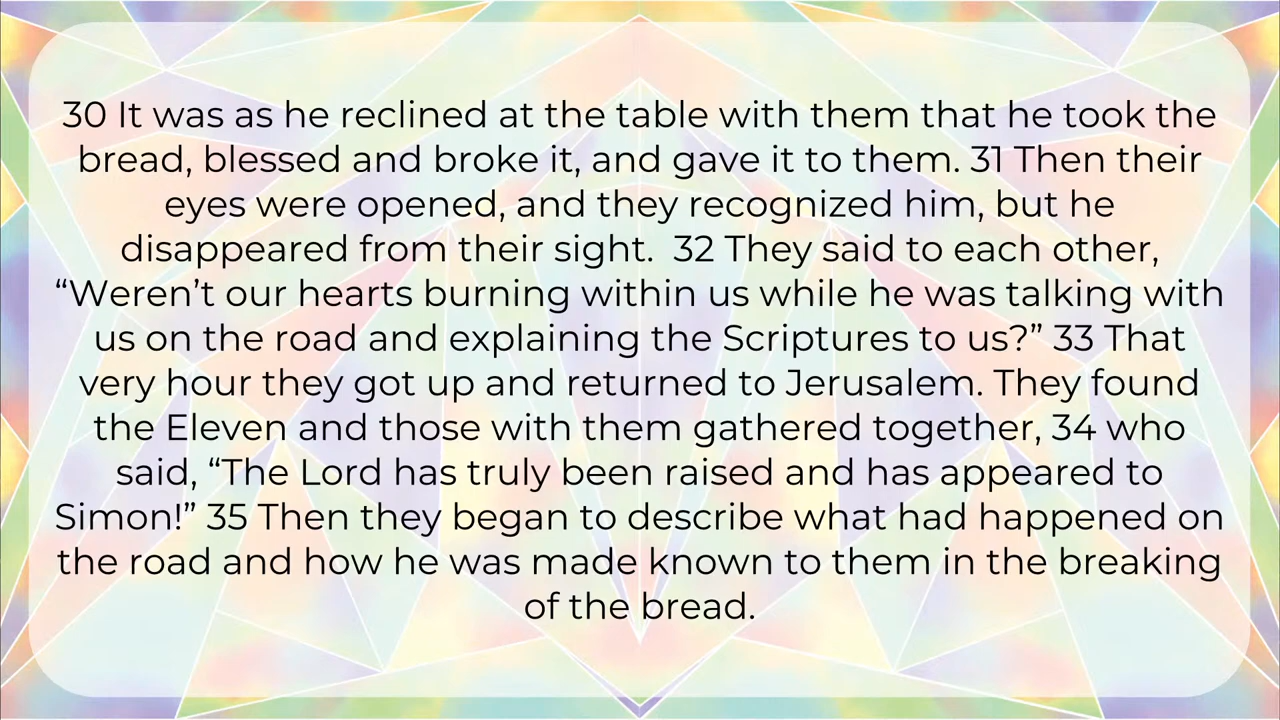 30 It was as he reclined at the table with them that he took the
bread, blessed and broke it, and gave it to them. 31 Then their
eyes were opened, and they recognized him, but he
disappeared from their sight.  32 They said to each other,
“Weren’t our hearts burning within us while he was talking with
us on the road and explaining the Scriptures to us?” 33 That
very hour they got up and returned to Jerusalem. They found
the Eleven and those with them gathered together, 34 who
said, “The Lord has truly been raised and has appeared to
Simon!” 35 Then they began to describe what had happened on
the road and how he was made known to them in the breaking
of the bread.